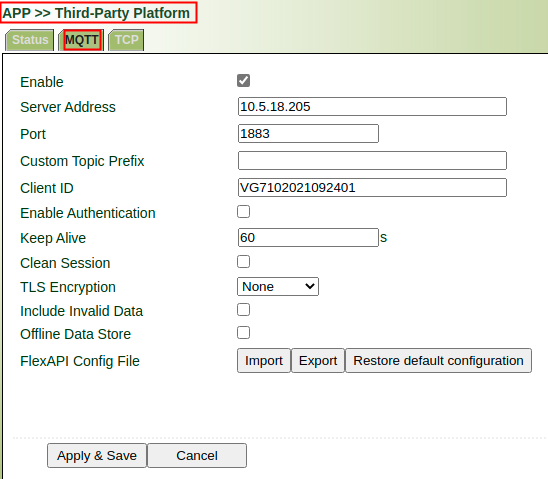 APP >> Third-Party Platform
Status MQTT TCP
Enable
Server Address 10.5.18.205
Port 1883
Custom Topic Prefix
Client ID VG7102021092401
Enable Authentication
Keep Alive 60 s
Clean Session
TLS Encryption None
Include Invalid Data
Offline Data Store
FlexAPI Config File Import Export Restore default configuration
Apply & Save Cancel